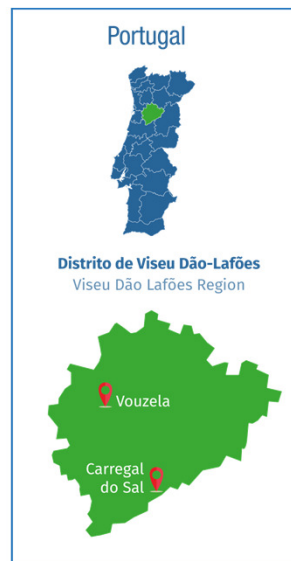 Portugal
Distrito de Viseu Dão-Lafões
Viseu Dão Lafões Region
Vouzela
Carregal
do Sal